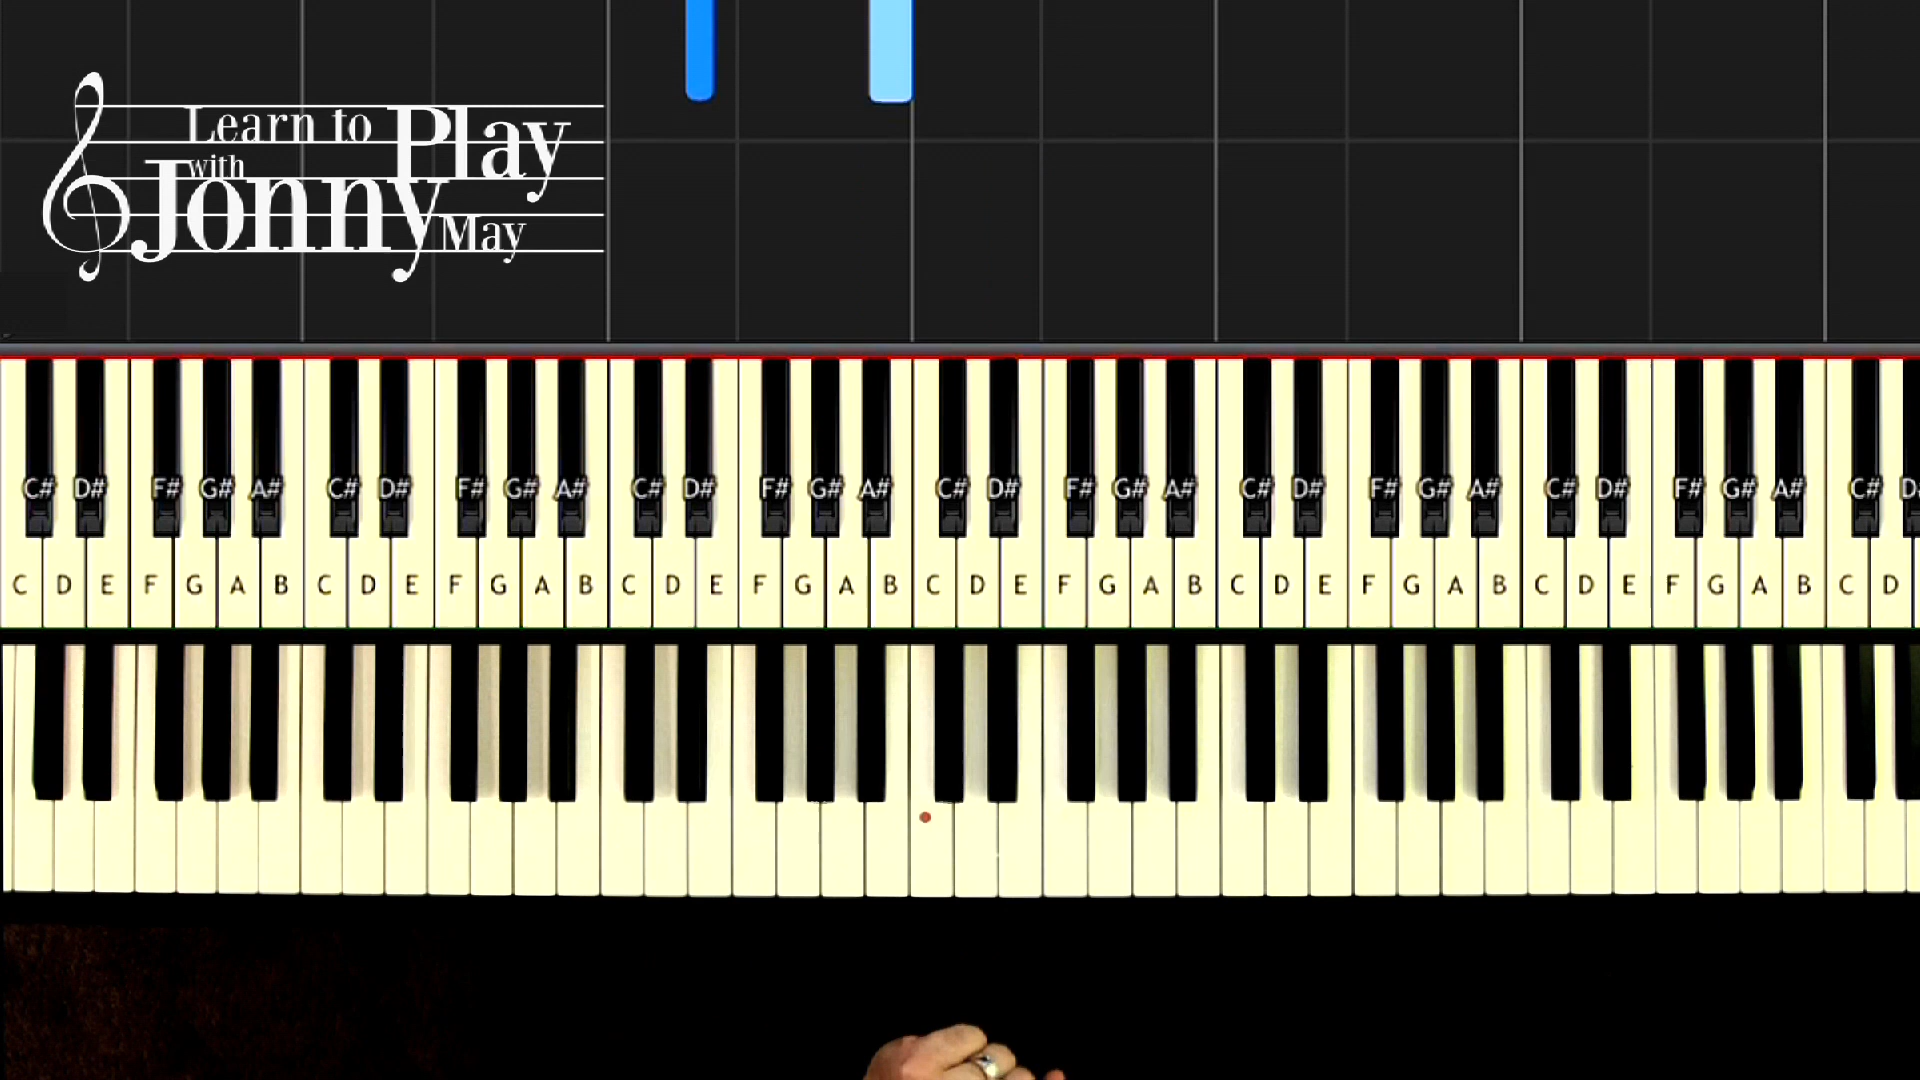 Learn to Play
with
Jonny May
C# D# F# G# A# C# D# F# G# A# C# D# F# G# A# C# D# F# G# A# C# D# F# G# A# C# D# F# G# A# C# D
C D E F G A B C D E F G A B C D E F G A B C D E F G A B C D E F G A B C D E F G A B C D